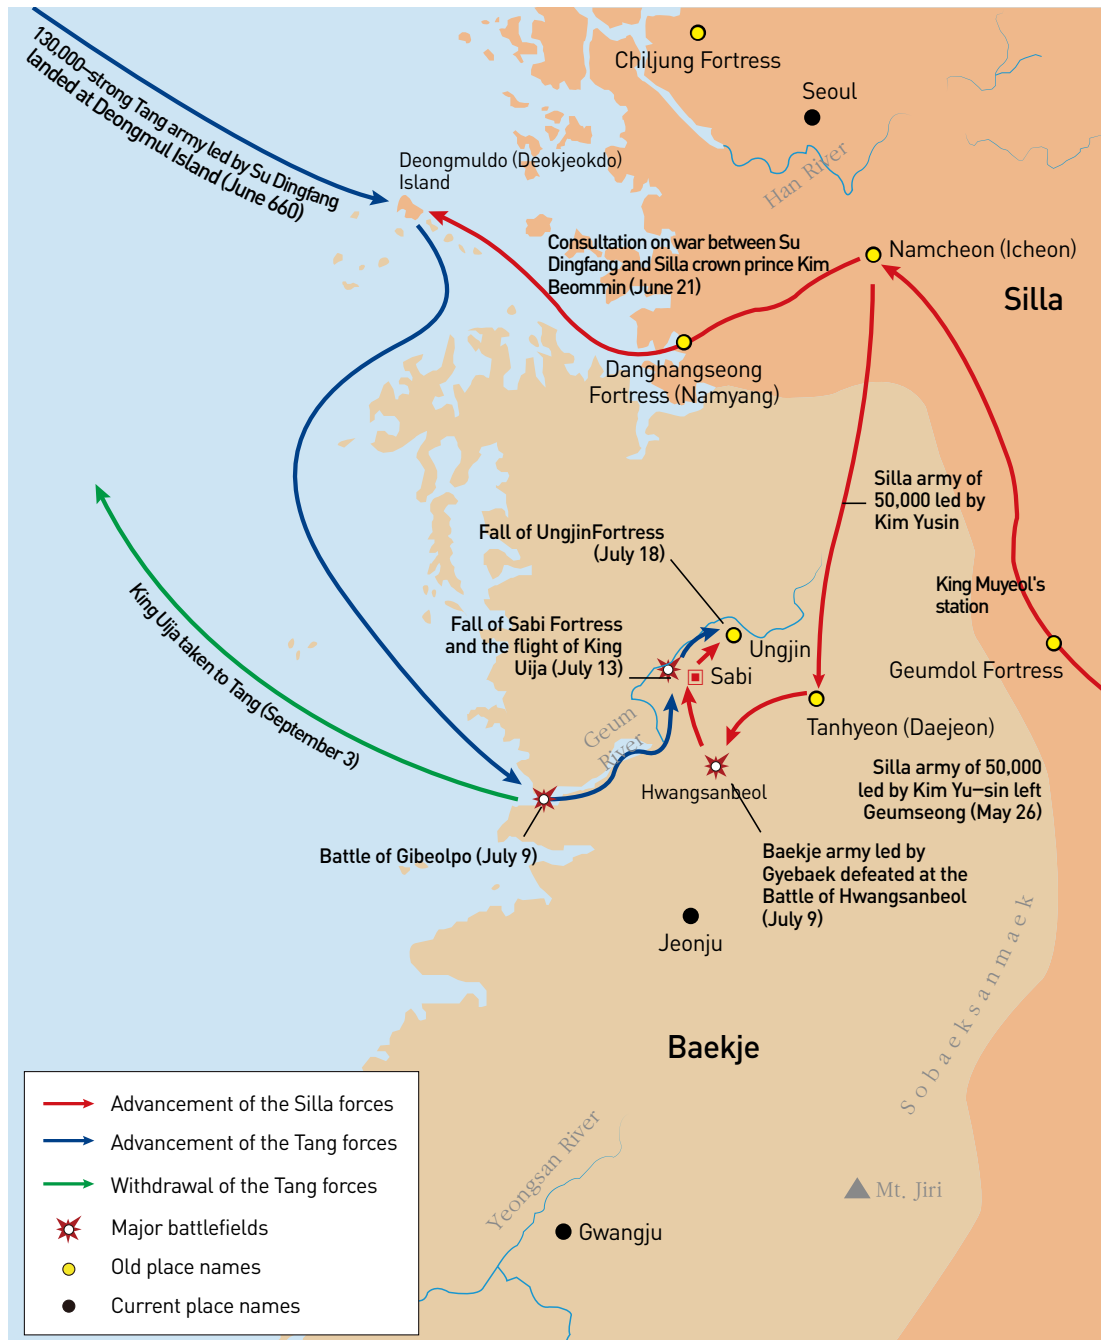 130,000–strong Tang army led by Su Dingfang
landed at Deongmul Island (June 660)
Chiljung Fortress
Seoul
Han River
Deongmuldo (Deokjeokdo)
Island
Consultation on war between Su
Dingfang and Silla crown prince Kim
Beommin (June 21)
Namcheon (Icheon)
Silla
Danghangseong
Fortress (Namyang)
Silla army of
50,000 led by
Kim Yusin
Fall of UngjinFortress
(July 18)
King Muyeol's
station
Fall of Sabi Fortress
and the flight of King
Uija (July 13)
Ungjin
Sabi
Geumdol Fortress
King Uija taken to Tang (September 3)
Geum
River
Tanhyeon (Daejeon)
Hwangsanbeol
Silla army of 50,000
led by Kim Yu–sin left
Geumseong (May 26)
Battle of Gibeolpo (July 9)
Baekje army led by
Gyebaek defeated at the
Battle of Hwangsanbeol
(July 9)
Jeonju
Sobaeksanmaek
Baekje
Yeongsan River
Mt. Jiri
Gwangju
Advancement of the Silla forces
Advancement of the Tang forces
Withdrawal of the Tang forces
Major battlefields
Old place names
Current place names